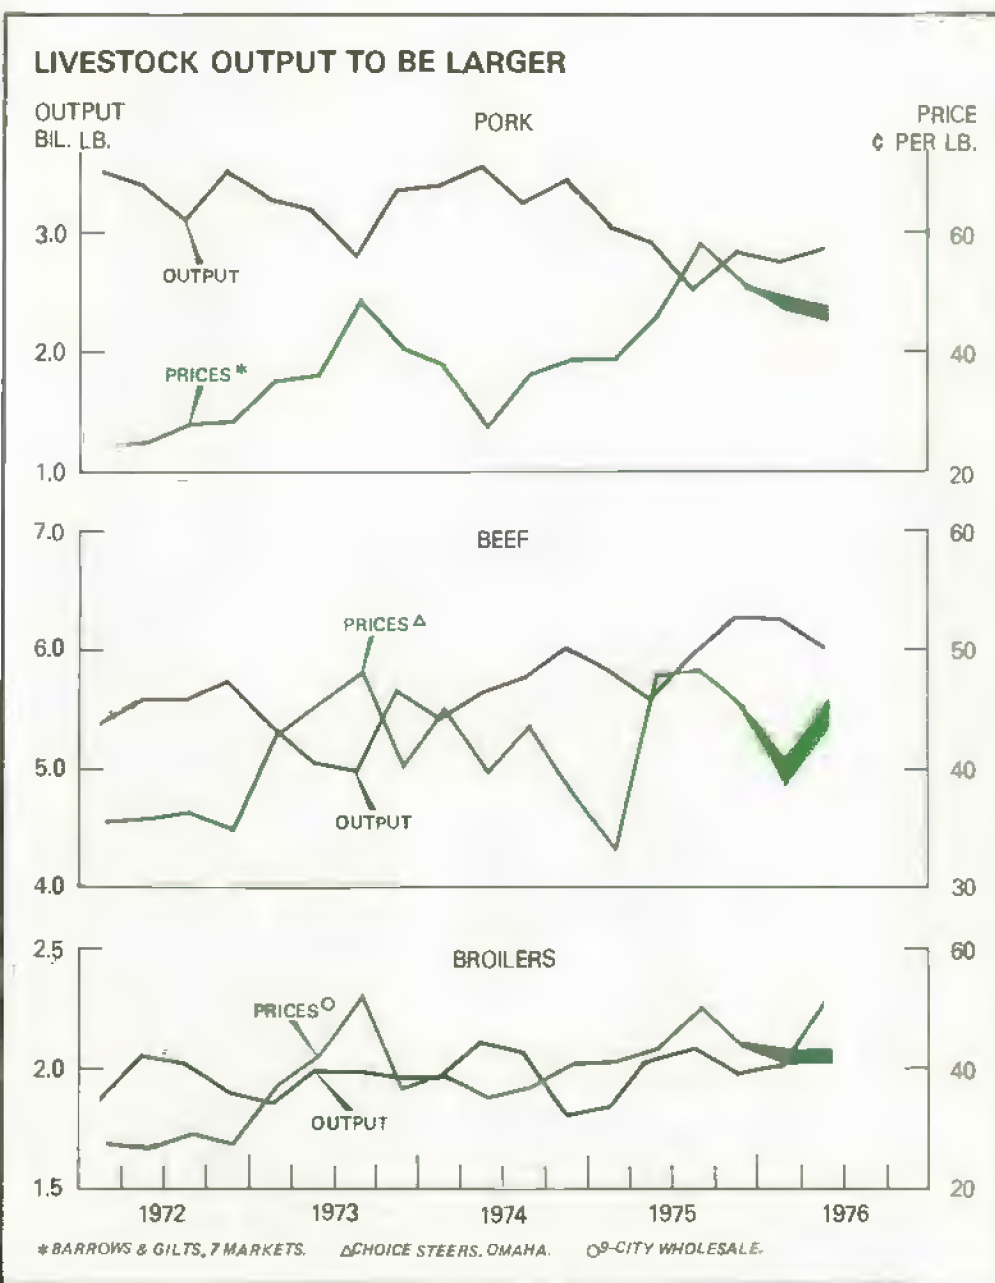 LIVESTOCK OUTPUT TO BE LARGER
OUTPUT
BIL. LB.
PORK
PRICE
¢ PER LB.
3.0
60
OUTPUT
2.0
40
PRICES*
1.0
20
7.0
60
BEEF
PRICES△
6.0
50
5.0
40
OUTPUT
4.0
30
2.5
60
BROILERS
PRICES○
2.0
40
OUTPUT
1.5
20
1972 1973 1974 1975 1976
*BARROWS & GILTS, 7 MARKETS. △CHOICE STEERS. OMAHA. ○9-CITY WHOLESALE.